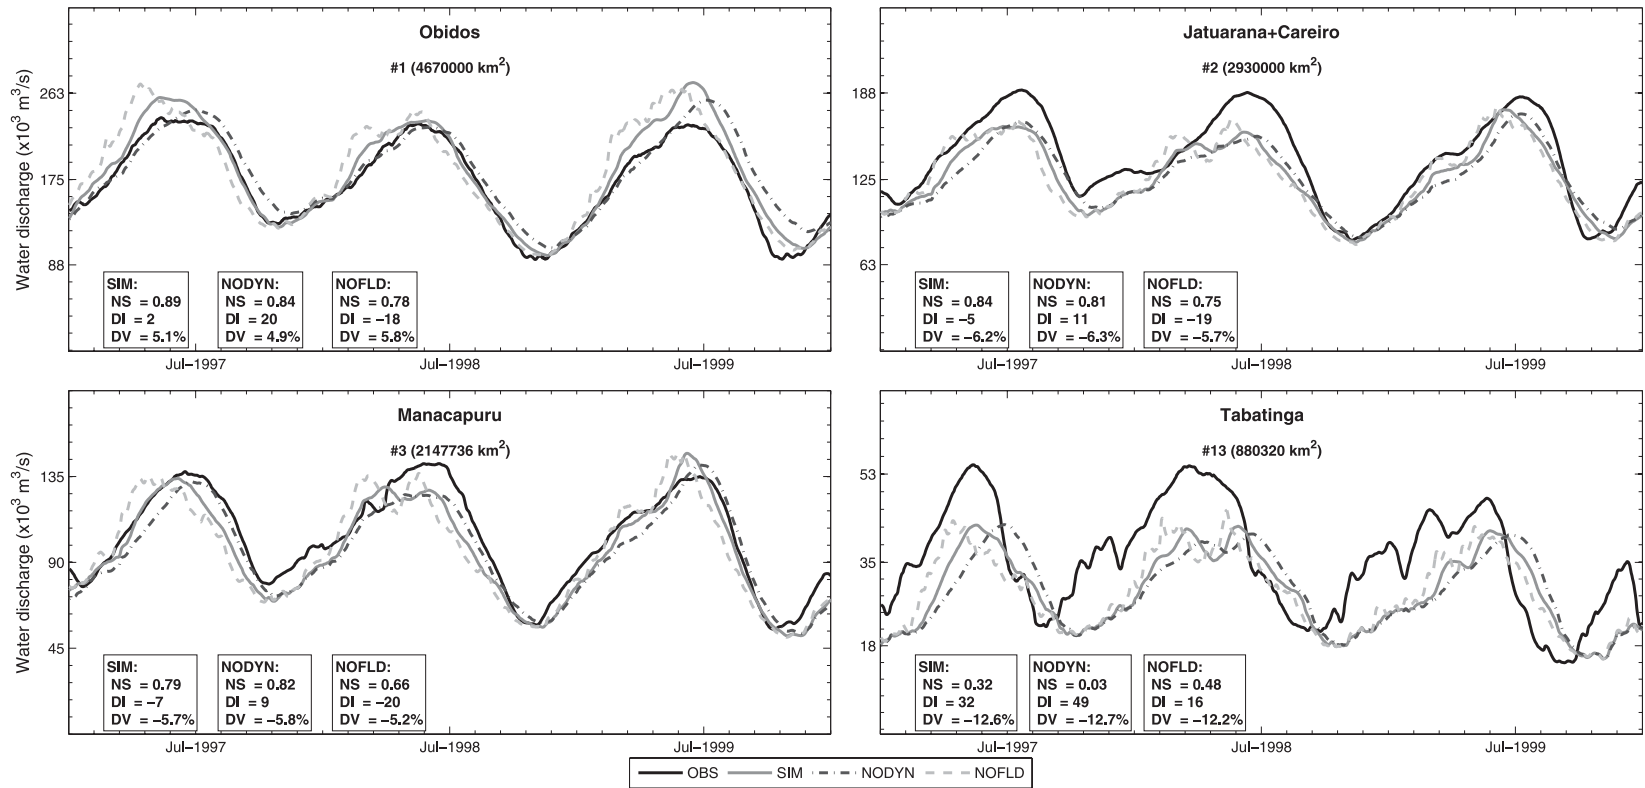 Obidos
#1 (4670000 km²)
Water discharge (x10³ m³/s)
263
175
88
SIM:
NS = 0.89
DI = 2
DV = 5.1%
NODYN:
NS = 0.84
DI = 20
DV = 4.9%
NOFLD:
NS = 0.78
DI = −18
DV = 5.8%
Jul−1997
Jul−1998
Jul−1999
Jatuarana+Careiro
#2 (2930000 km²)
188
125
63
SIM:
NS = 0.84
DI = −5
DV = −6.2%
NODYN:
NS = 0.81
DI = 11
DV = −6.3%
NOFLD:
NS = 0.75
DI = −19
DV = −5.7%
Jul−1997
Jul−1998
Jul−1999
Manacapuru
#3 (2147736 km²)
Water discharge (x10³ m³/s)
135
90
45
SIM:
NS = 0.79
DI = −7
DV = −5.7%
NODYN:
NS = 0.82
DI = 9
DV = −5.8%
NOFLD:
NS = 0.66
DI = −20
DV = −5.2%
Jul−1997
Jul−1998
Jul−1999
Tabatinga
#13 (880320 km²)
53
35
18
SIM:
NS = 0.32
DI = 32
DV = −12.6%
NODYN:
NS = 0.03
DI = 49
DV = −12.7%
NOFLD:
NS = 0.48
DI = 16
DV = −12.2%
Jul−1997
Jul−1998
Jul−1999
OBS SIM NODYN NOFLD